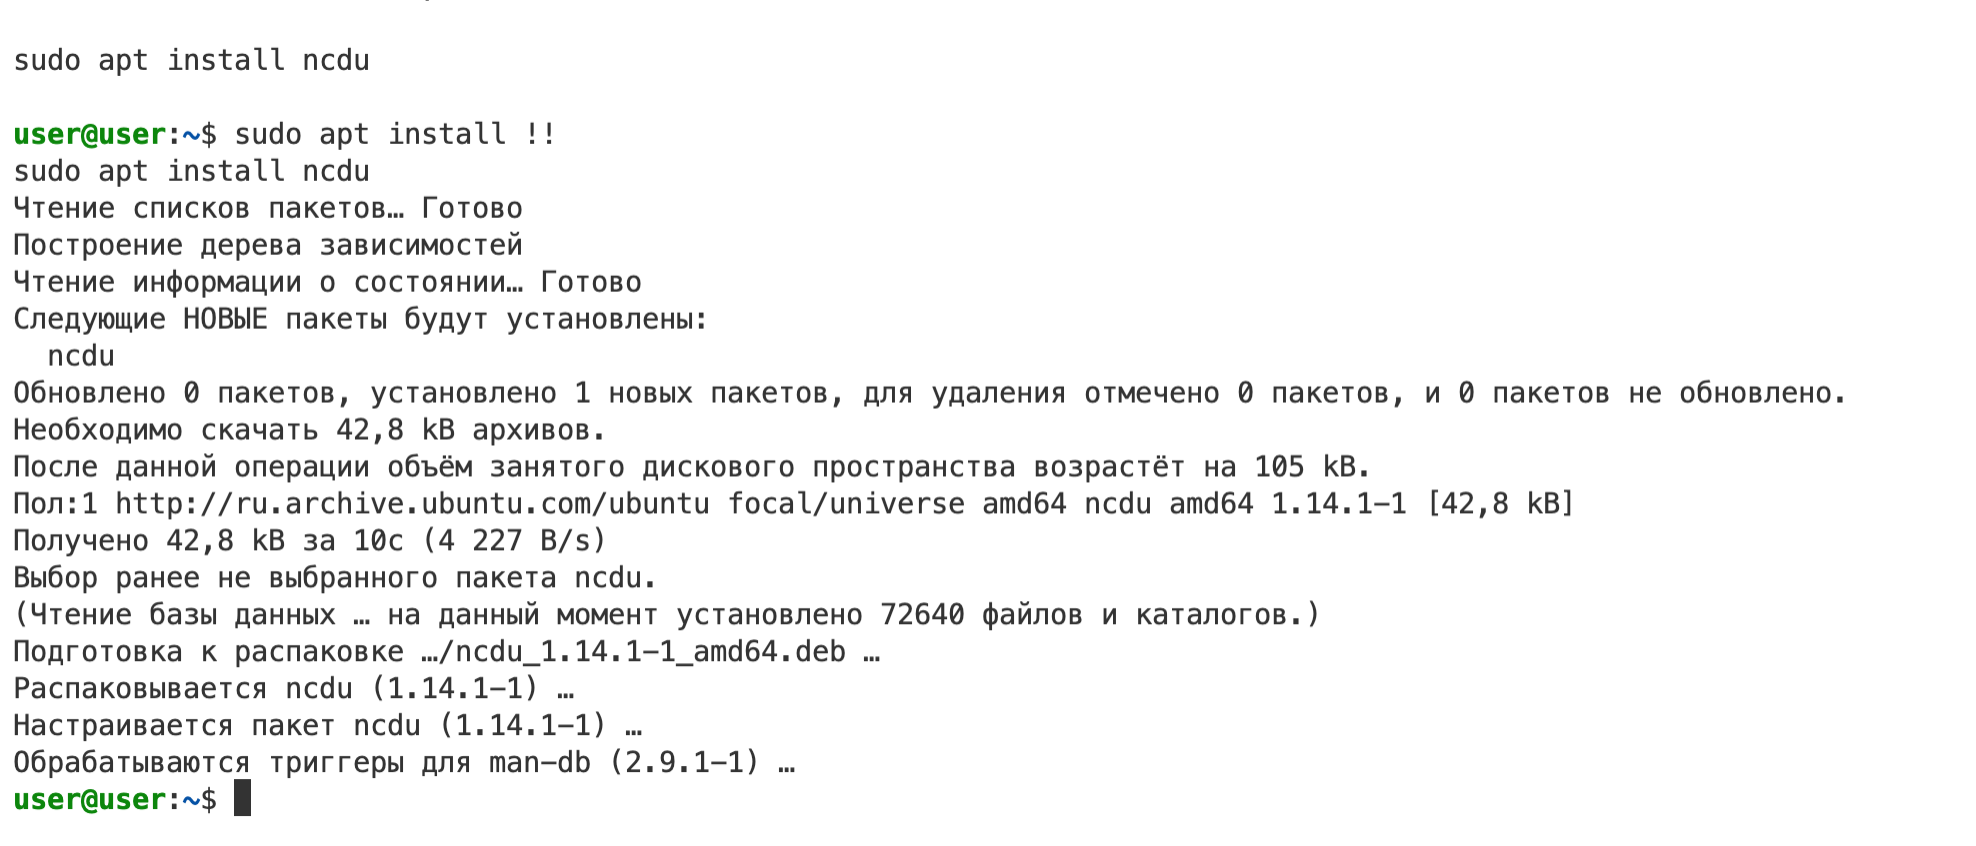 sudo apt install ncdu
user@user:~$ sudo apt install !!
sudo apt install ncdu
Чтение списков пакетов… Готово
Построение дерева зависимостей
Чтение информации о состоянии… Готово
Следующие НОВЫЕ пакеты будут установлены:
  ncdu
Обновлено 0 пакетов, установлено 1 новых пакетов, для удаления отмечено 0 пакетов, и 0 пакетов не обновлено.
Необходимо скачать 42,8 kB архивов.
После данной операции объём занятого дискового пространства возрастёт на 105 kB.
Пол:1 http://ru.archive.ubuntu.com/ubuntu focal/universe amd64 ncdu amd64 1.14.1-1 [42,8 kB]
Получено 42,8 kB за 10с (4 227 B/s)
Выбор ранее не выбранного пакета ncdu.
(Чтение базы данных … на данный момент установлено 72640 файлов и каталогов.)
Подготовка к распаковке …/ncdu_1.14.1-1_amd64.deb …
Распаковывается ncdu (1.14.1-1) …
Настраивается пакет ncdu (1.14.1-1) …
Обрабатываются триггеры для man-db (2.9.1-1) …
user@user:~$